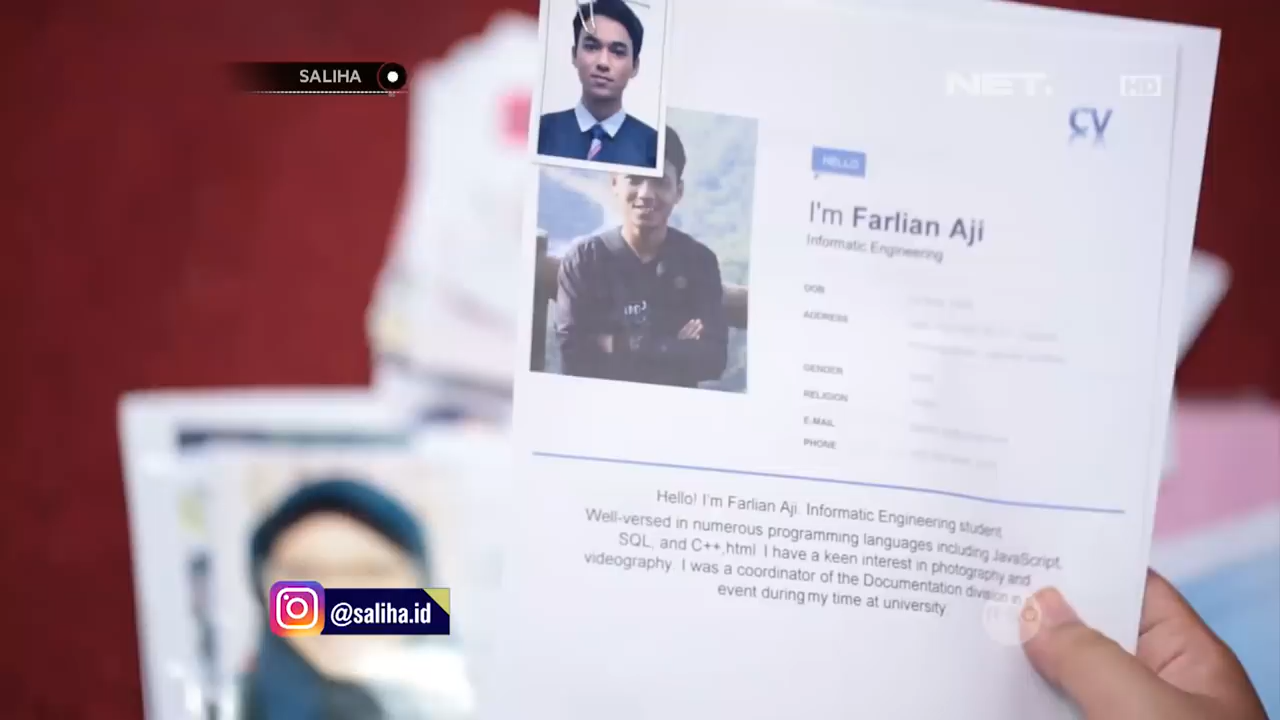 SALIHA
NET.
HD
CV
HELLO
I'm Farlian Aji
Informatic Engineering
DOB
ADDRESS
GENDER
RELIGION
E-MAIL
PHONE
Hello! I'm Farlian Aji. Informatic Engineering student.
Well-versed in numerous programming languages including JavaScript,
SQL, and C++,html. I have a keen interest in photography and
videography. I was a coordinator of the Documentation division in
event during my time at university.
@saliha.id